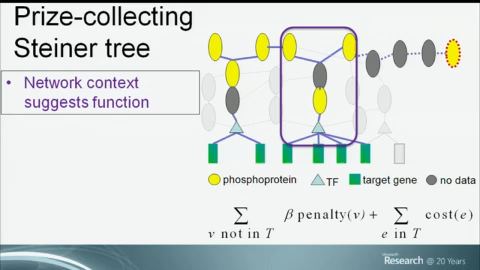 Prize-collecting
Steiner tree
• Network context
suggests function
phosphoprotein TF target gene no data
∑ β penalty(v) + ∑ cost(e)
v not in T e in T
Microsoft
Research @ 20 Years